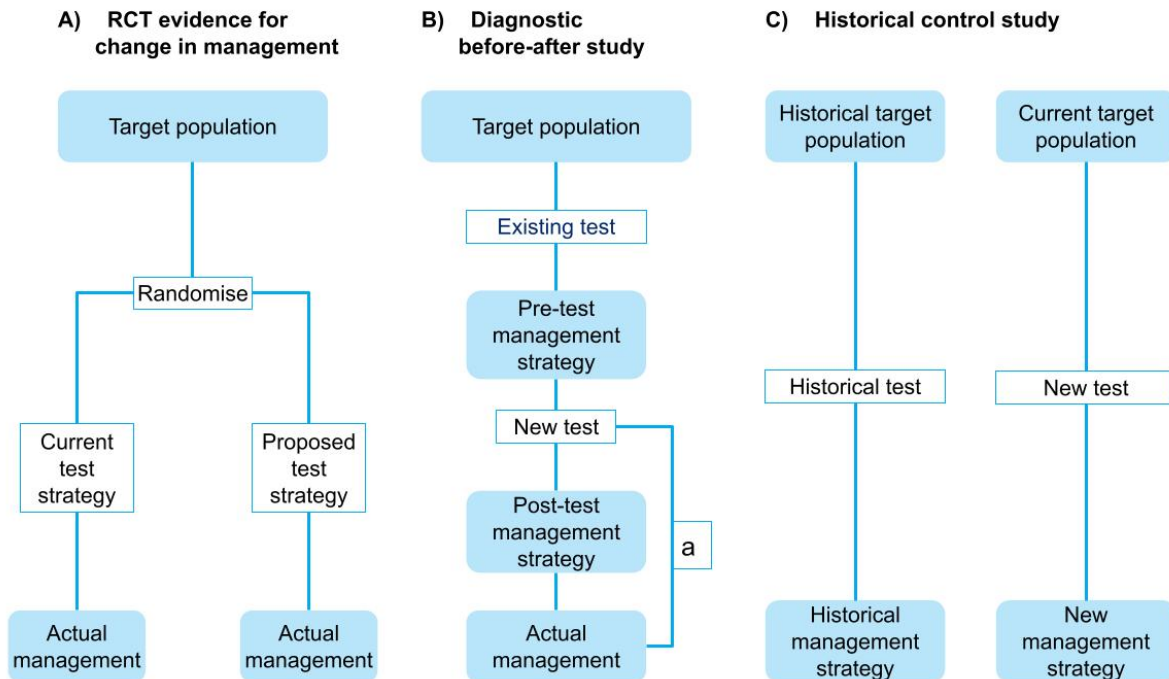 A) RCT evidence for
change in management
Target population
Randomise
Current
test
strategy
Proposed
test
strategy
Actual
management
Actual
management
B) Diagnostic
before-after study
Target population
Existing test
Pre-test
management
strategy
New test
Post-test
management
strategy
a
Actual
management
C) Historical control study
Historical target
population
Current target
population
Historical test
New test
Historical
management
strategy
New
management
strategy